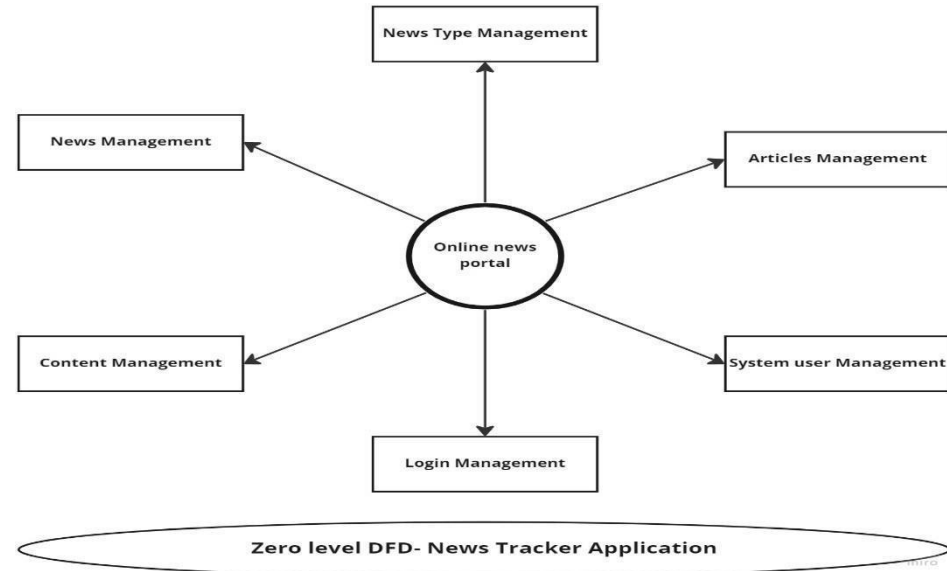 News Type Management
News Management
Articles Management
Online news
portal
Content Management
System user Management
Login Management
Zero level DFD- News Tracker Application
miro